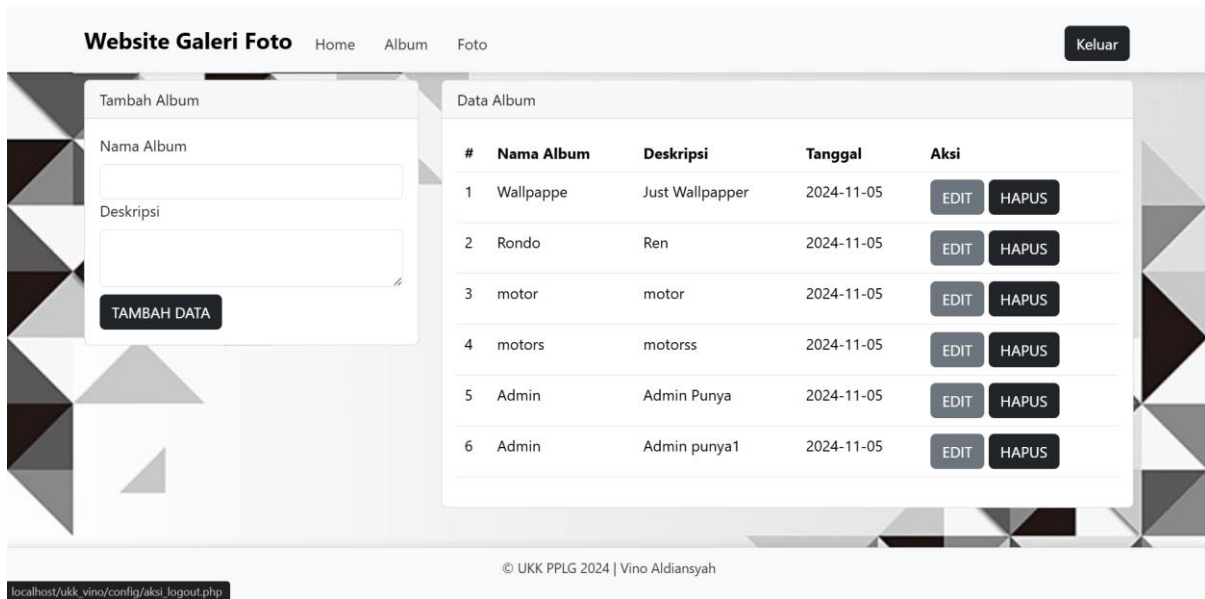 Website Galeri Foto Home Album Foto Keluar
Tambah Album
Nama Album
Deskripsi
TAMBAH DATA
Data Album
# Nama Album Deskripsi Tanggal Aksi
1 Wallpappe Just Wallpapper 2024-11-05 EDIT HAPUS
2 Rondo Ren 2024-11-05 EDIT HAPUS
3 motor motor 2024-11-05 EDIT HAPUS
4 motors motorss 2024-11-05 EDIT HAPUS
5 Admin Admin Punya 2024-11-05 EDIT HAPUS
6 Admin Admin punya1 2024-11-05 EDIT HAPUS
© UKK PPLG 2024 | Vino Aldiansyah
localhost/ukk_vino/config/aksi_logout.php